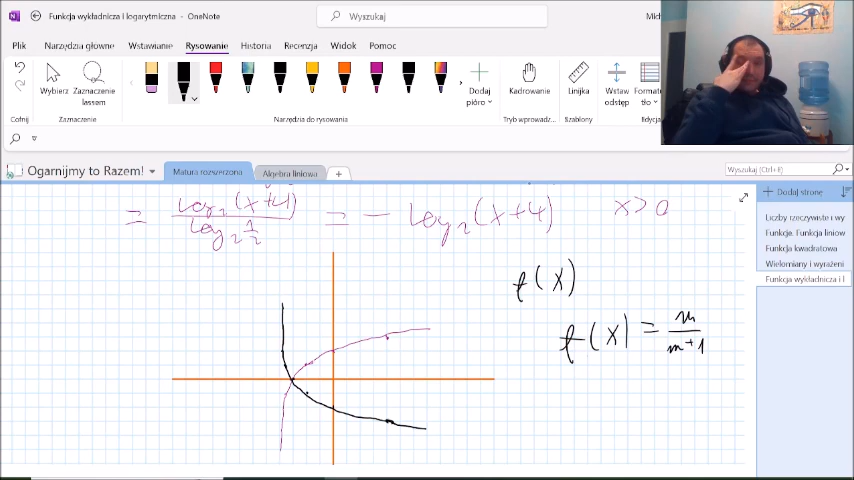 Funkcja wykładnicza i logarytmiczna - OneNote
Wyszukaj
Mich
Plik Narzędzia główne Wstawianie Rysowanie Historia Recenzja Widok Pomoc
Wybierz
Zaznaczenie lassem
Dodaj pióro
Kadrowanie
Linijka
Wstaw odstęp
Cofnij
Zaznaczenie
Narzędzia do rysowania
Szablony
Edycja
Ogarnijmy to Razem!
Matura rozszerzona
Algebra liniowa
Wyszukaj (Ctrl+E)
Dodaj stronę
Liczby rzeczywiste i wy
Funkcje. Funkcja liniow
Funkcja kwadratowa
Wielomiany i wyrażeni
Funkcja wykładnicza i l
= log₂(x+4) / log₂ 1/2 = - log₂(x+4) x > 0
f(x)
f(x) = m / m+1